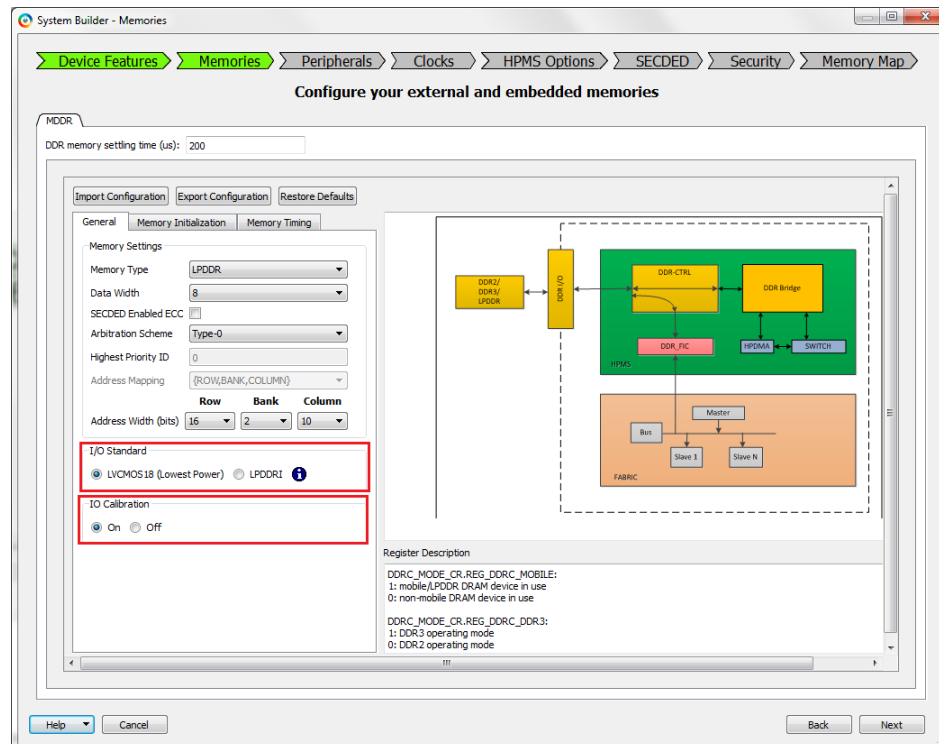 System Builder - Memories
Device Features Memories Peripherals Clocks HPMS Options SECDED Security Memory Map
Configure your external and embedded memories
MDDR
DDR memory settling time (us): 200
Import Configuration Export Configuration Restore Defaults
General Memory Initialization Memory Timing
Memory Settings
Memory Type LPDDR
Data Width 8
SECDED Enabled ECC
Arbitration Scheme Type-0
Highest Priority ID 0
Address Mapping {ROW,BANK,COLUMN}
Row Bank Column
Address Width (bits) 16 2 10
I/O Standard
LVCMOS18 (Lowest Power) LPDDRI
IO Calibration
On Off
DDR2/
DDR3/
LPDDR
DDR I/O
DDR-CTRL
DDR Bridge
DDR_FIC
HPDMA
SWITCH
HPMS
Master
Bus
Slave 1
Slave N
FABRIC
Register Description
DDRC_MODE_CR.REG_DDRC_MOBILE:
1: mobile/LPDDR DRAM device in use
0: non-mobile DRAM device in use
DDRC_MODE_CR.REG_DDRC_DDR3:
1: DDR3 operating mode
0: DDR2 operating mode
Help Cancel Back Next